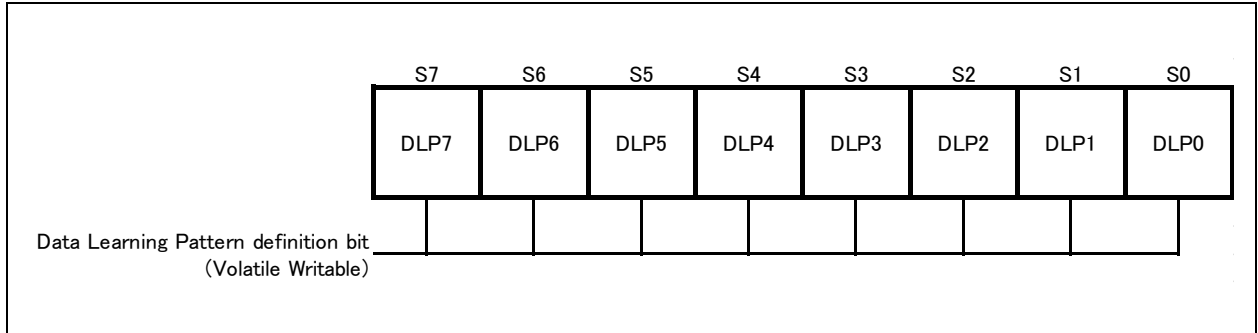 S7 S6 S5 S4 S3 S2 S1 S0
DLP7 DLP6 DLP5 DLP4 DLP3 DLP2 DLP1 DLP0
Data Learning Pattern definition bit
(Volatile Writable)